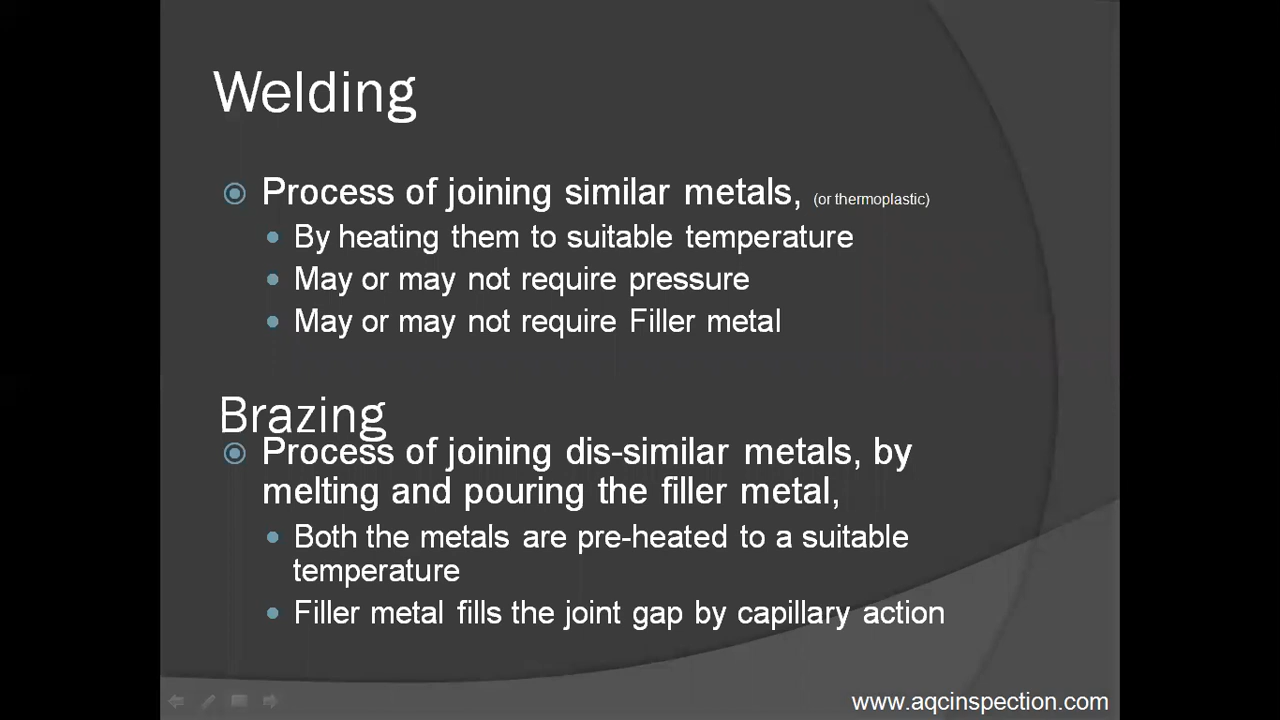 Welding
Process of joining similar metals, (or thermoplastic)
By heating them to suitable temperature
May or may not require pressure
May or may not require Filler metal
Brazing
Process of joining dis-similar metals, by
melting and pouring the filler metal,
Both the metals are pre-heated to a suitable
temperature
Filler metal fills the joint gap by capillary action
www.aqcinspection.com